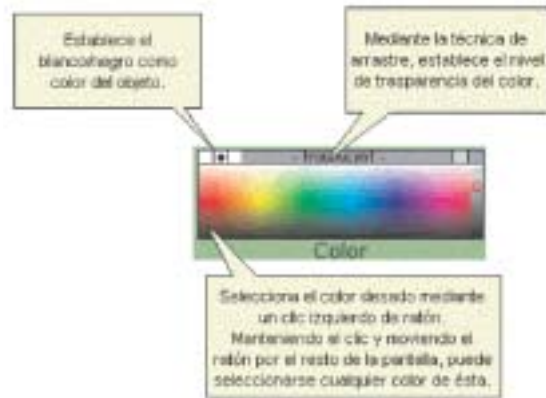 Establece el
blanco/negro como
color del objeto.
Mediante la técnica de
arrastre, establece el nivel
de trasparencia del color.
Color
Selecciona el color desado mediante
un clic izquierdo de ratón
Manteniendo el clic y moviendo el
ratón por el resto de la pantalla, puede
seleccionarse cualquier color de ésta.